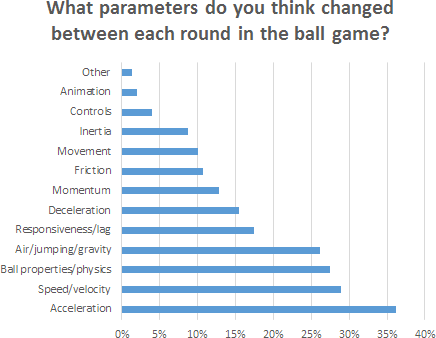 What parameters do you think changed
between each round in the ball game?
Other
Animation
Controls
Inertia
Movement
Friction
Momentum
Deceleration
Responsiveness/lag
Air/jumping/gravity
Ball properties/physics
Speed/velocity
Acceleration
0% 5% 10% 15% 20% 25% 30% 35% 40%